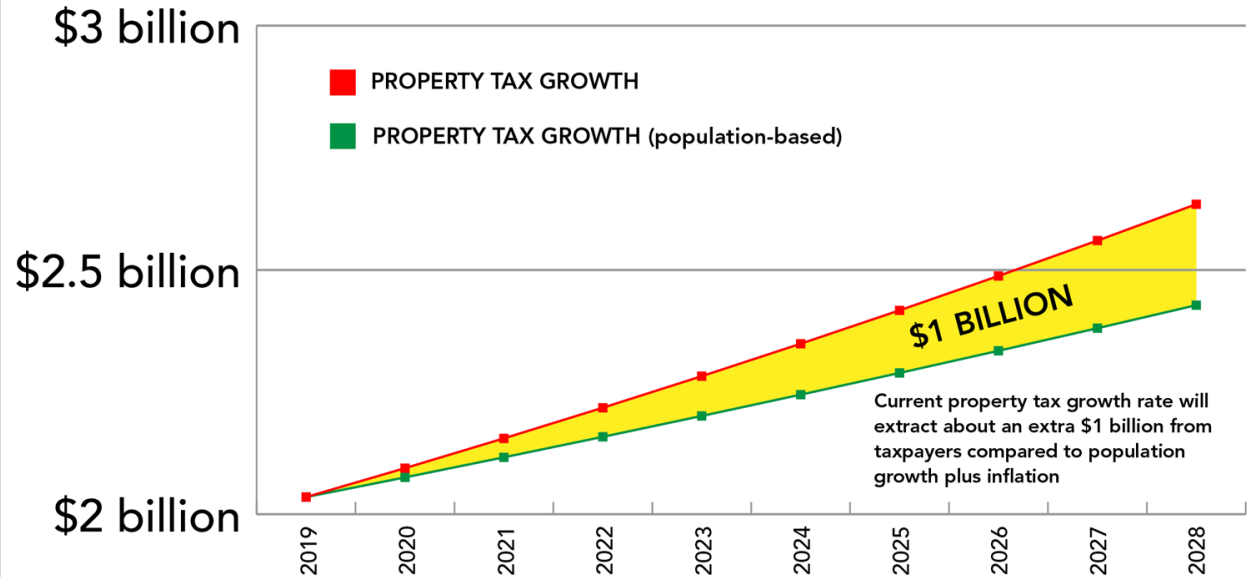 $3 billion
PROPERTY TAX GROWTH
PROPERTY TAX GROWTH (population-based)
$2.5 billion
$1 BILLION
Current property tax growth rate will
extract about an extra $1 billion from
taxpayers compared to population
growth plus inflation
$2 billion
2019
2020
2021
2022
2023
2024
2025
2026
2027
2028